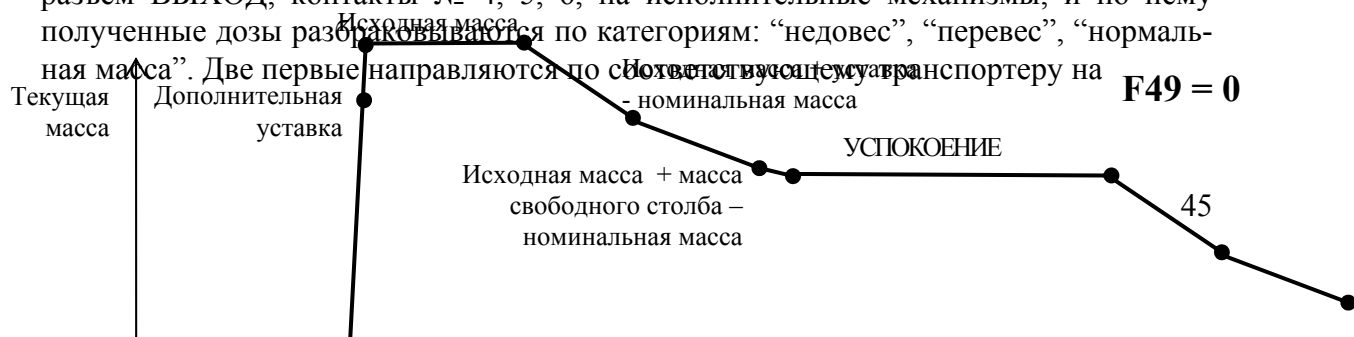 разъем ВЫХОД, контакты № 4, 5, 6, на исполнительные механизмы, и по нему
Исходная масса
полученные дозы разбраковываются по категориям: “недовес”, “перевес”, “нормаль-
ная масса”. Две первые направляются по соответствующему транспортеру на
Исходная масса + уставка
- номинальная масса
F49 = 0
Текущая
масса
Дополнительная
уставка
УСПОКОЕНИЕ
Исходная масса + масса
свободного столба –
номинальная масса
45